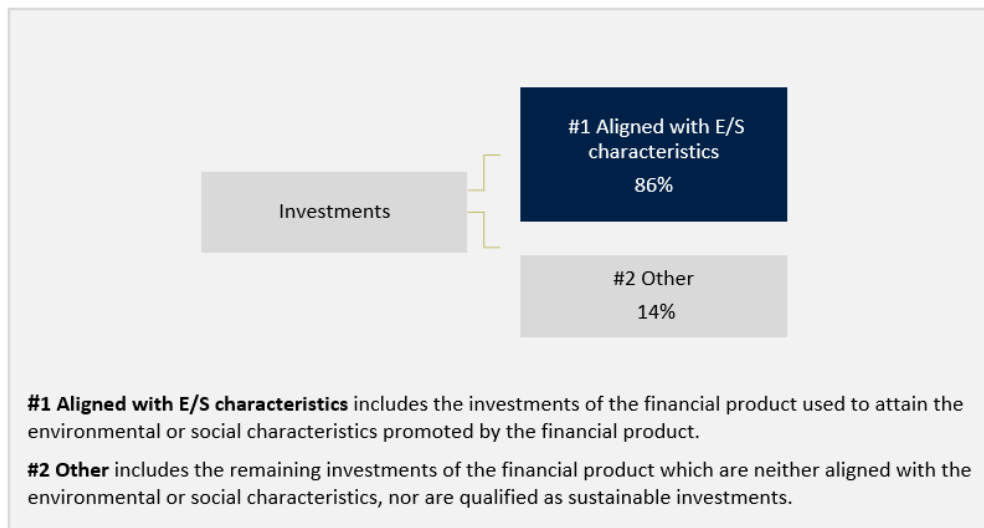 #1 Aligned with E/S
characteristics
86%
Investments
#2 Other
14%
#1 Aligned with E/S characteristics includes the investments of the financial product used to attain the
environmental or social characteristics promoted by the financial product.
#2 Other includes the remaining investments of the financial product which are neither aligned with the
environmental or social characteristics, nor are qualified as sustainable investments.